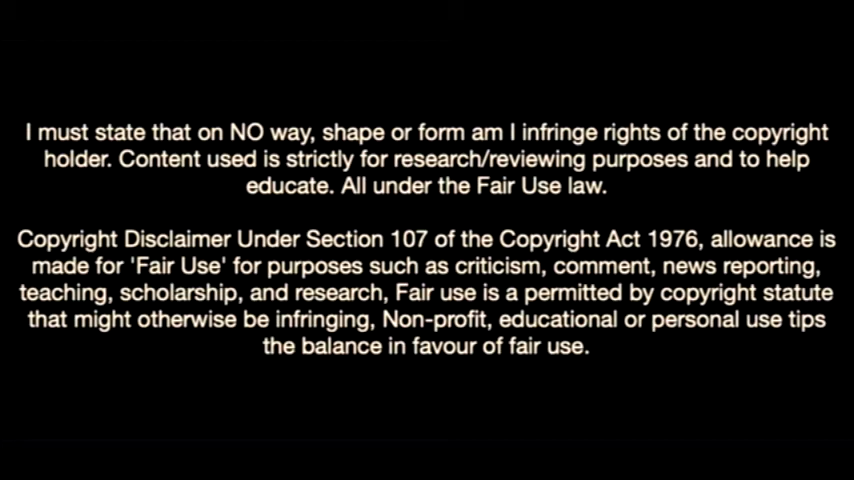 I must state that on NO way, shape or form am I infringe rights of the copyright
holder. Content used is strictly for research/reviewing purposes and to help
educate. All under the Fair Use law.
Copyright Disclaimer Under Section 107 of the Copyright Act 1976, allowance is
made for 'Fair Use' for purposes such as criticism, comment, news reporting,
teaching, scholarship, and research, Fair use is a permitted by copyright statute
that might otherwise be infringing, Non-profit, educational or personal use tips
the balance in favour of fair use.